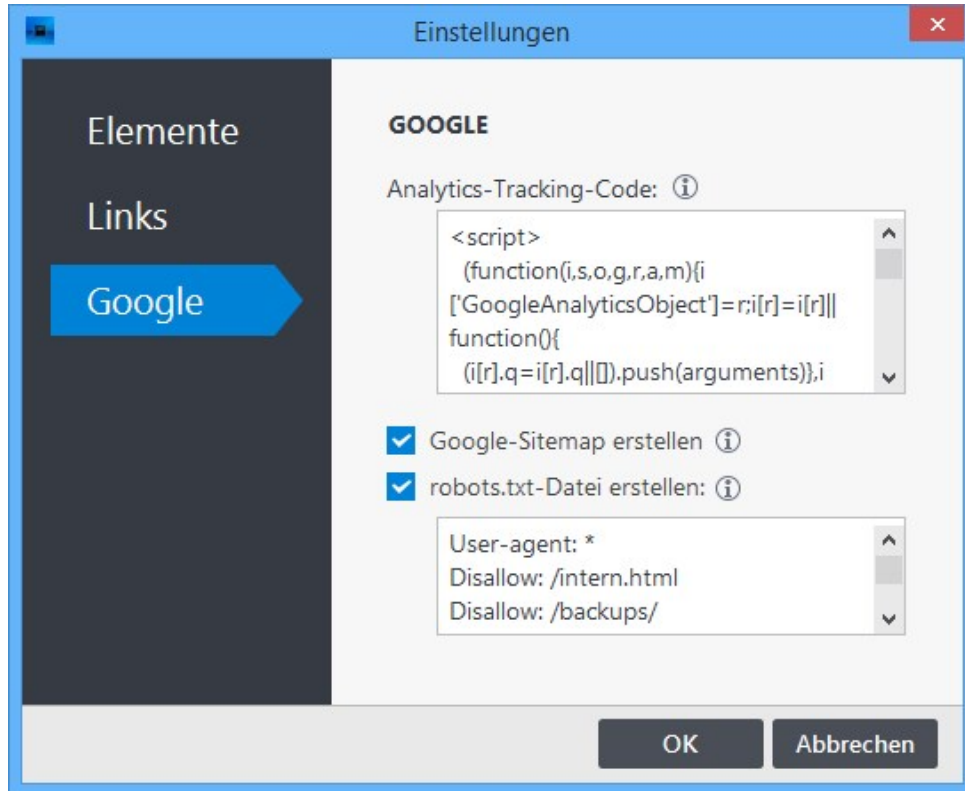 Einstellungen
Elemente
Links
Google
GOOGLE
Analytics-Tracking-Code:
<script>
(function(i,s,o,g,r,a,m){i
['GoogleAnalyticsObject']=r;i[r]=i[r]||
function(){
(i[r].q=i[r].q||[]).push(arguments)},i
Google-Sitemap erstellen
robots.txt-Datei erstellen:
User-agent: *
Disallow: /intern.html
Disallow: /backups/
OK
Abbrechen